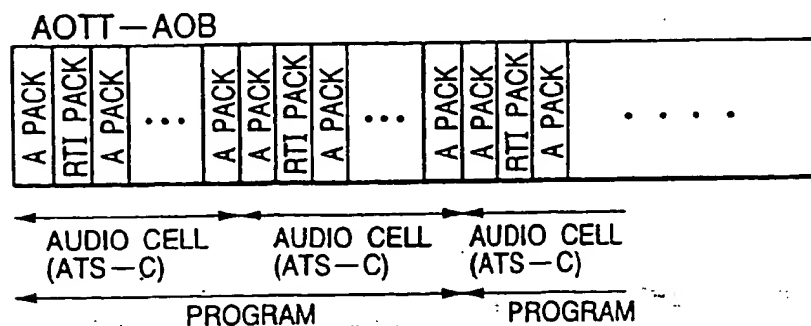 AOTT—AOB
A PACK RTI PACK A PACK ... A PACK A PACK RTI PACK A PACK ... A PACK A PACK RTI PACK A PACK . . . .
AUDIO CELL AUDIO CELL AUDIO CELL
(ATS—C) (ATS—C) (ATS—C)
PROGRAM PROGRAM